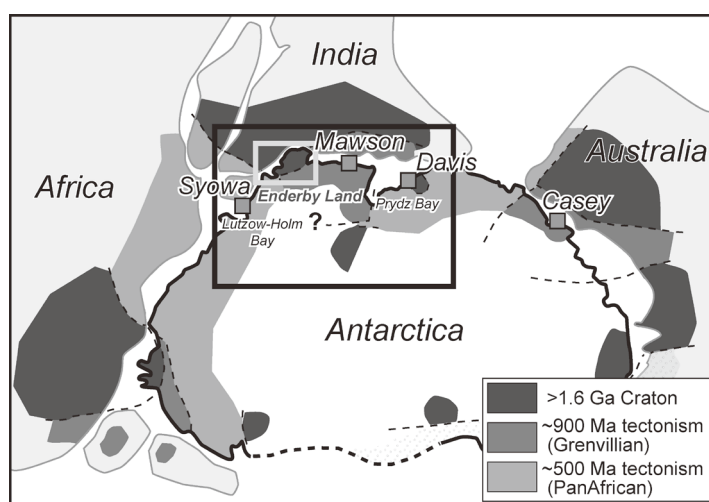 India
Mawson
Davis
Australia
Africa
Syowa
Enderby Land
Prydz Bay
Casey
Lutzow-Holm
Bay
?
Antarctica
>1.6 Ga Craton
~900 Ma tectonism
(Grenvillian)
~500 Ma tectonism
(PanAfrican)